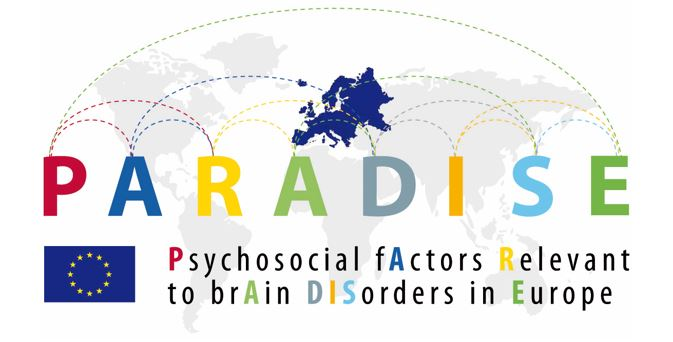 PARADISE
Psychosocial fActors Relevant
to brAin DISorders in Europe